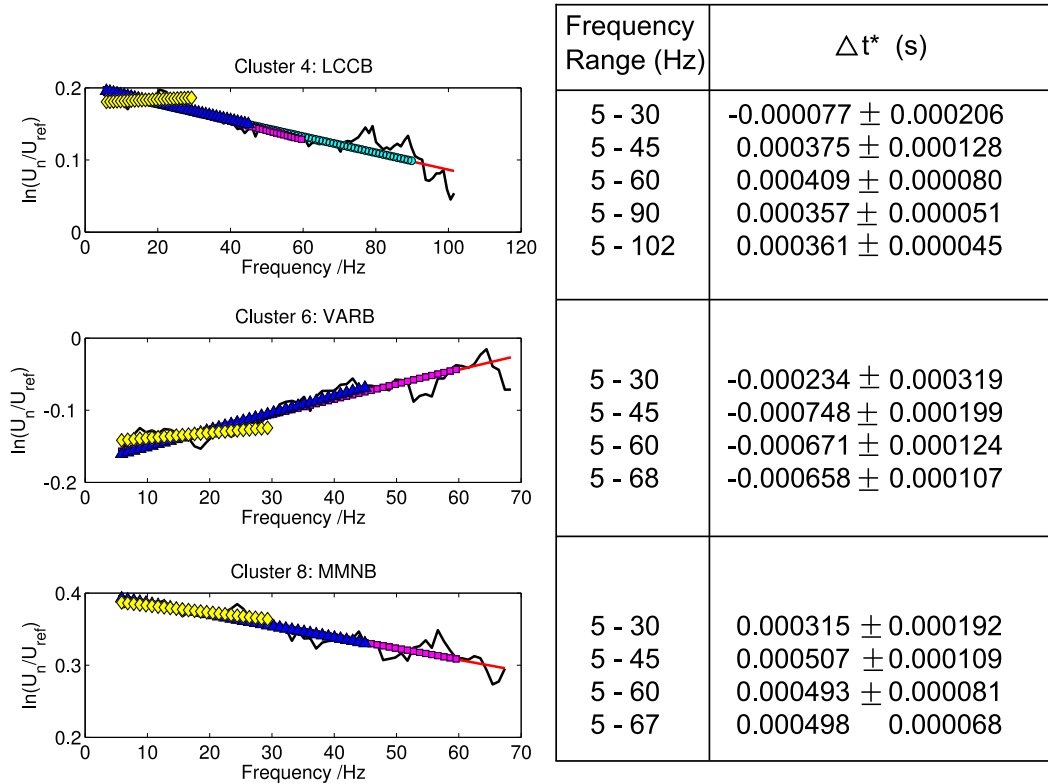 Cluster 4: LCCB
ln(U_n/U_ref)
0.2
0.1
0
0 20 40 60 80 100 120
Frequency /Hz
Cluster 6: VARB
ln(U_n/U_ref)
0
-0.1
-0.2
0 10 20 30 40 50 60 70
Frequency /Hz
Cluster 8: MMNB
ln(U_n/U_ref)
0.4
0.3
0.2
0 10 20 30 40 50 60 70
Frequency /Hz
Frequency
Range (Hz)
△t* (s)
5 - 30 -0.000077 ± 0.000206
5 - 45 0.000375 ± 0.000128
5 - 60 0.000409 ± 0.000080
5 - 90 0.000357 ± 0.000051
5 - 102 0.000361 ± 0.000045
5 - 30 -0.000234 ± 0.000319
5 - 45 -0.000748 ± 0.000199
5 - 60 -0.000671 ± 0.000124
5 - 68 -0.000658 ± 0.000107
5 - 30 0.000315 ± 0.000192
5 - 45 0.000507 ± 0.000109
5 - 60 0.000493 ± 0.000081
5 - 67 0.000498 0.000068